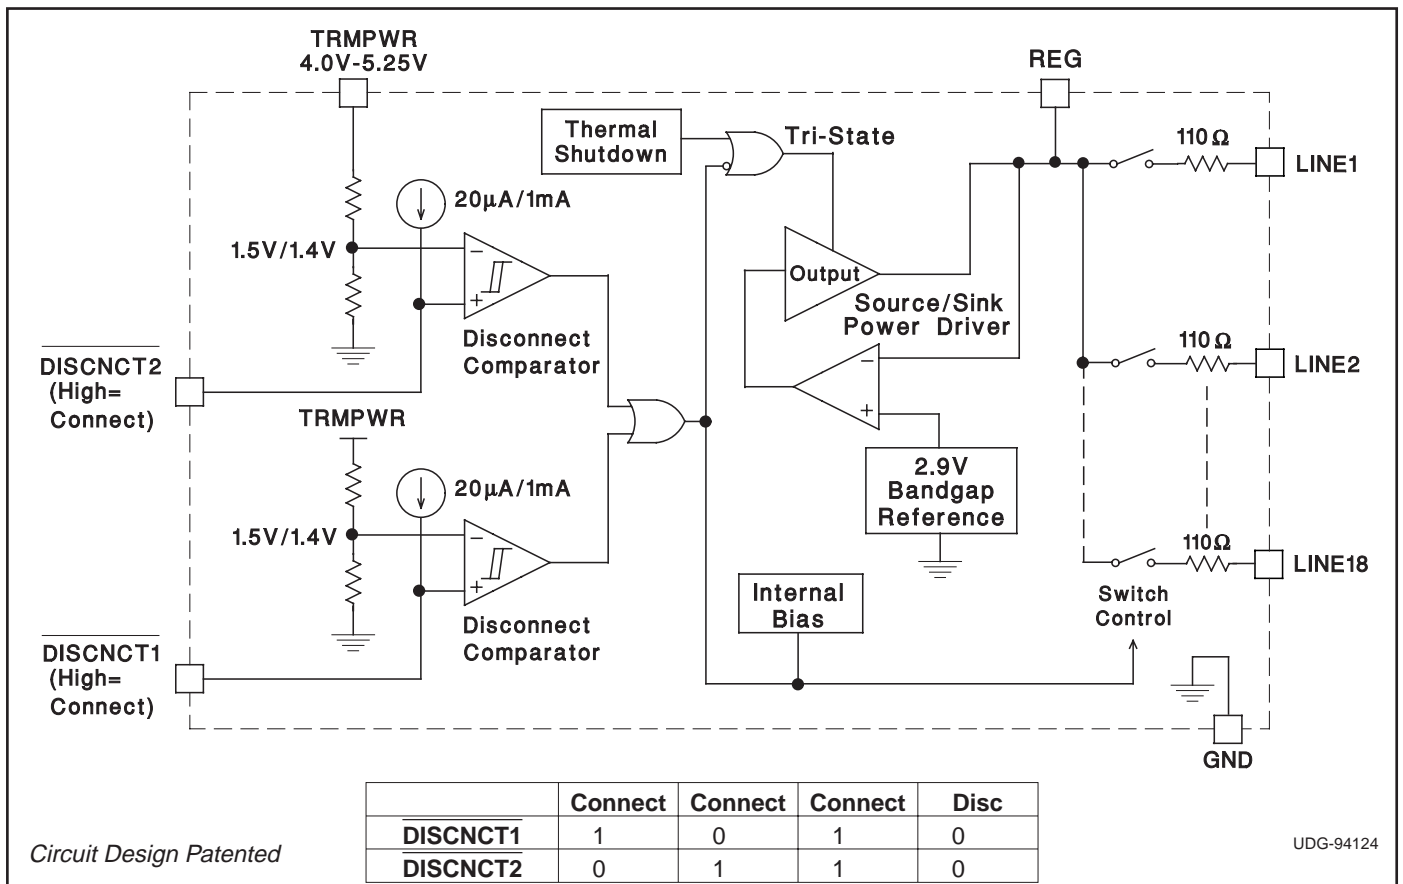 TRMPWR
4.0V-5.25V
REG
Thermal
Shutdown
Tri-State
110Ω
LINE1
20µA/1mA
1.5V/1.4V
−
+
Disconnect
Comparator
Output
Source/Sink
Power Driver
110Ω
LINE2
DISCNCT2
(High=
Connect)
−
+
TRMPWR
20µA/1mA
2.9V
Bandgap
Reference
1.5V/1.4V
−
+
Disconnect
Comparator
110Ω
LINE18
Internal
Bias
Switch
Control
DISCNCT1
(High=
Connect)
GND
Connect Connect Connect Disc
DISCNCT1 1 0 1 0
DISCNCT2 0 1 1 0
Circuit Design Patented
UDG-94124